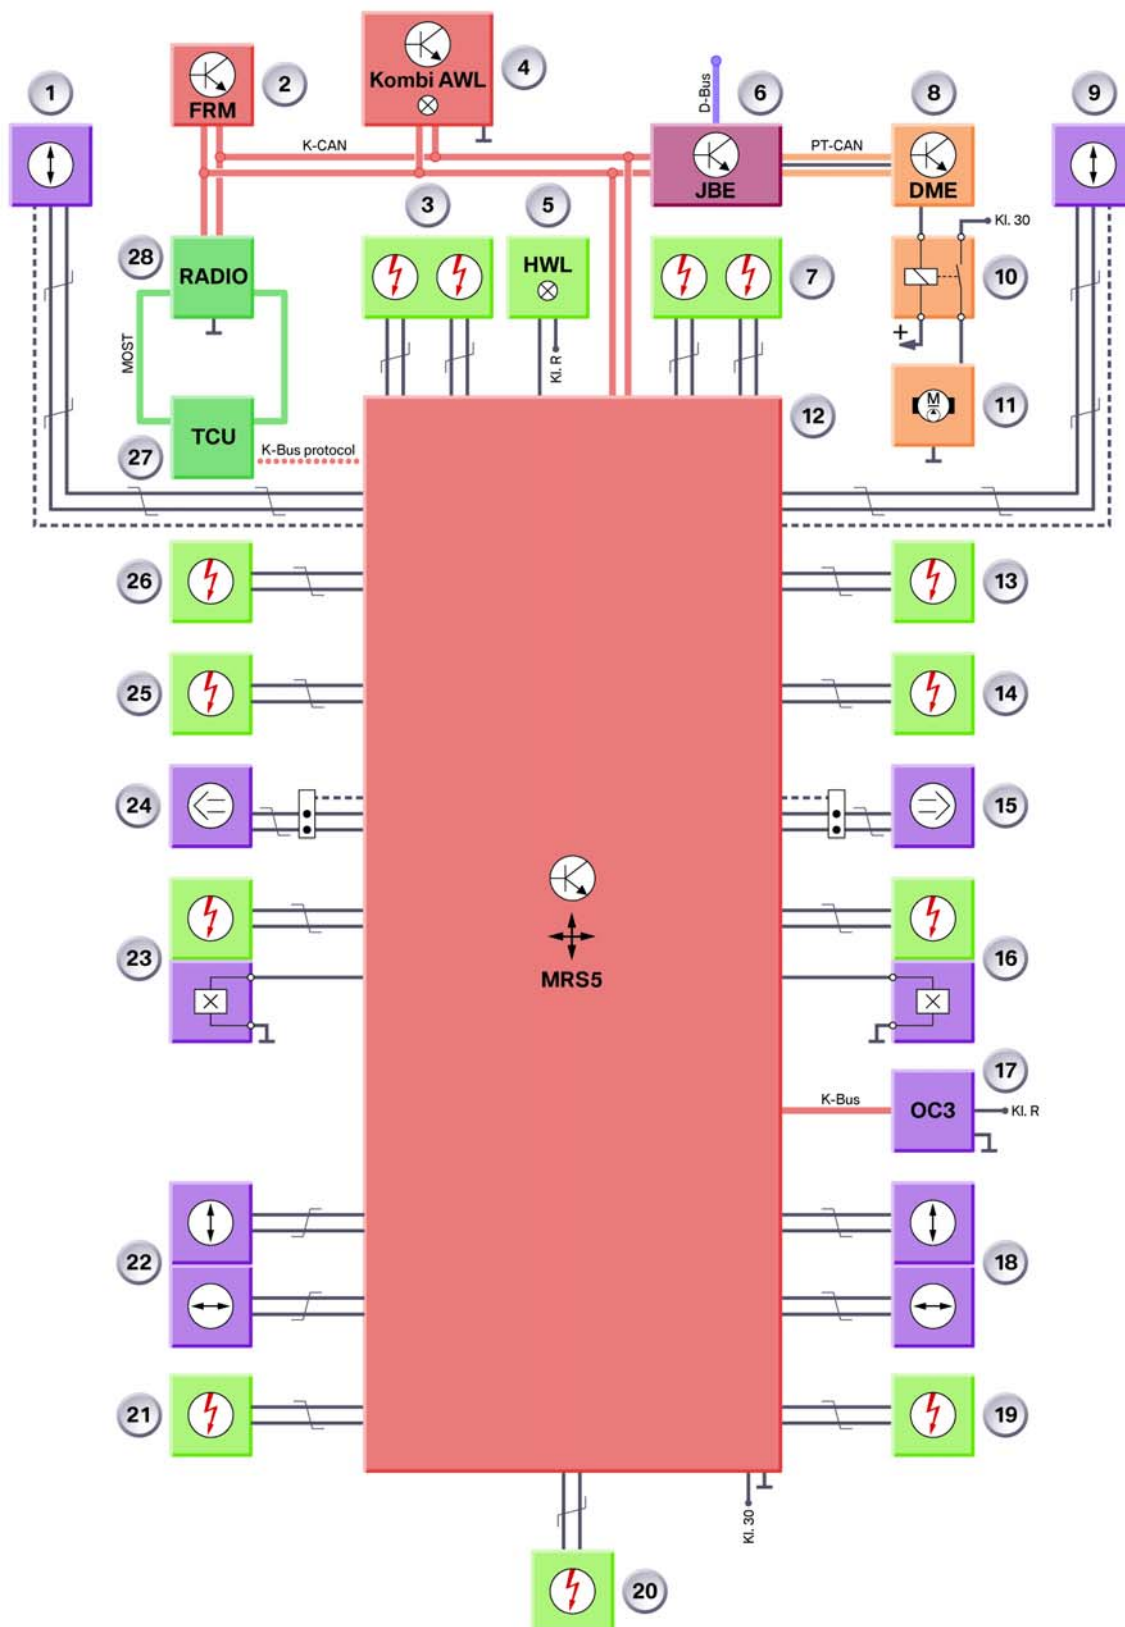 1
2
FRM
Kombi AWL
4
D-Bus
6
8
9
K-CAN
JBE
PT-CAN
DME
3
5
Kl. 30
28
RADIO
HWL
7
10
MOST
Kl. R
27
TCU
K-Bus protocol
12
M
11
26
13
25
14
24
15
MRS5
23
16
17
K-Bus
OC3
Kl. R
22
18
21
19
Kl. 30
20
+